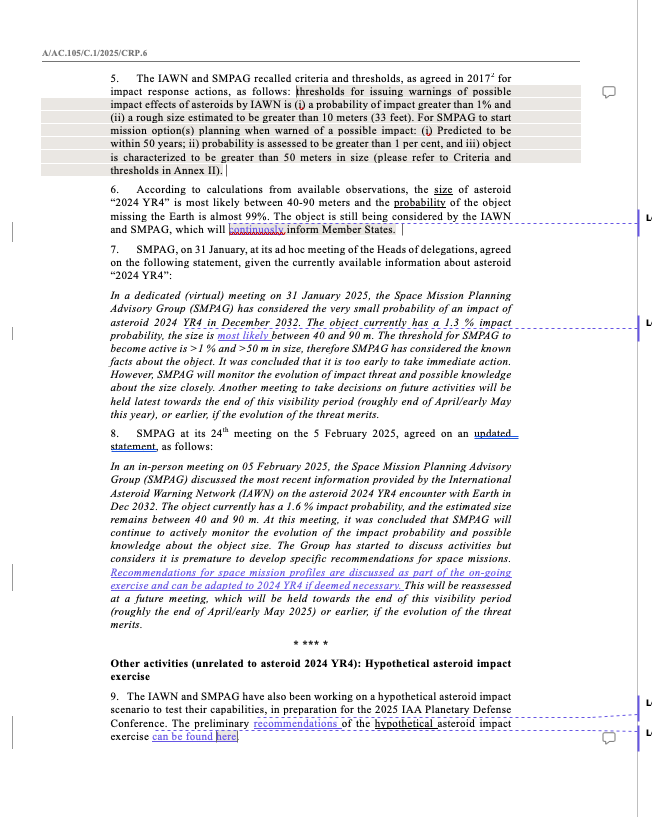 A/AC.105/C.1/2025/CRP.6
5. The IAWN and SMPAG recalled criteria and thresholds, as agreed in 2017² for
impact response actions, as follows: thresholds for issuing warnings of possible
impact effects of asteroids by IAWN is (i) a probability of impact greater than 1% and
(ii) a rough size estimated to be greater than 10 meters (33 feet). For SMPAG to start
mission option(s) planning when warned of a possible impact: (i) Predicted to be
within 50 years; ii) probability is assessed to be greater than 1 per cent, and iii) object
is characterized to be greater than 50 meters in size (please refer to Criteria and
thresholds in Annex II).
6. According to calculations from available observations, the size of asteroid
“2024 YR4” is most likely between 40-90 meters and the probability of the object
missing the Earth is almost 99%. The object is still being considered by the IAWN
and SMPAG, which will continuosly inform Member States.
7. SMPAG, on 31 January, at its ad hoc meeting of the Heads of delegations, agreed
on the following statement, given the currently available information about asteroid
“2024 YR4”:
In a dedicated (virtual) meeting on 31 January 2025, the Space Mission Planning
Advisory Group (SMPAG) has considered the very small probability of an impact of
asteroid 2024 YR4 in December 2032. The object currently has a 1.3 % impact
probability, the size is most likely between 40 and 90 m. The threshold for SMPAG to
become active is >1 % and >50 m in size, therefore SMPAG has considered the known
facts about the object. It was concluded that it is too early to take immediate action.
However, SMPAG will monitor the evolution of impact threat and possible knowledge
about the size closely. Another meeting to take decisions on future activities will be
held latest towards the end of this visibility period (roughly end of April/early May
this year), or earlier, if the evolution of the threat merits.
8. SMPAG at its 24th meeting on the 5 February 2025, agreed on an updated
statement, as follows:
In an in-person meeting on 05 February 2025, the Space Mission Planning Advisory
Group (SMPAG) discussed the most recent information provided by the International
Asteroid Warning Network (IAWN) on the asteroid 2024 YR4 encounter with Earth in
Dec 2032. The object currently has a 1.6 % impact probability, and the estimated size
remains between 40 and 90 m. At this meeting, it was concluded that SMPAG will
continue to actively monitor the evolution of the impact probability and possible
knowledge about the object size. The Group has started to discuss activities but
considers it is premature to develop specific recommendations for space missions.
Recommendations for space mission profiles are discussed as part of the on-going
exercise and can be adapted to 2024 YR4 if deemed necessary. This will be reassessed
at a future meeting, which will be held towards the end of this visibility period
(roughly the end of April/early May 2025) or earlier, if the evolution of the threat
merits.
* *** *
Other activities (unrelated to asteroid 2024 YR4): Hypothetical asteroid impact
exercise
9. The IAWN and SMPAG have also been working on a hypothetical asteroid impact
scenario to test their capabilities, in preparation for the 2025 IAA Planetary Defense
Conference. The preliminary recommendations of the hypothetical asteroid impact
exercise can be found here.